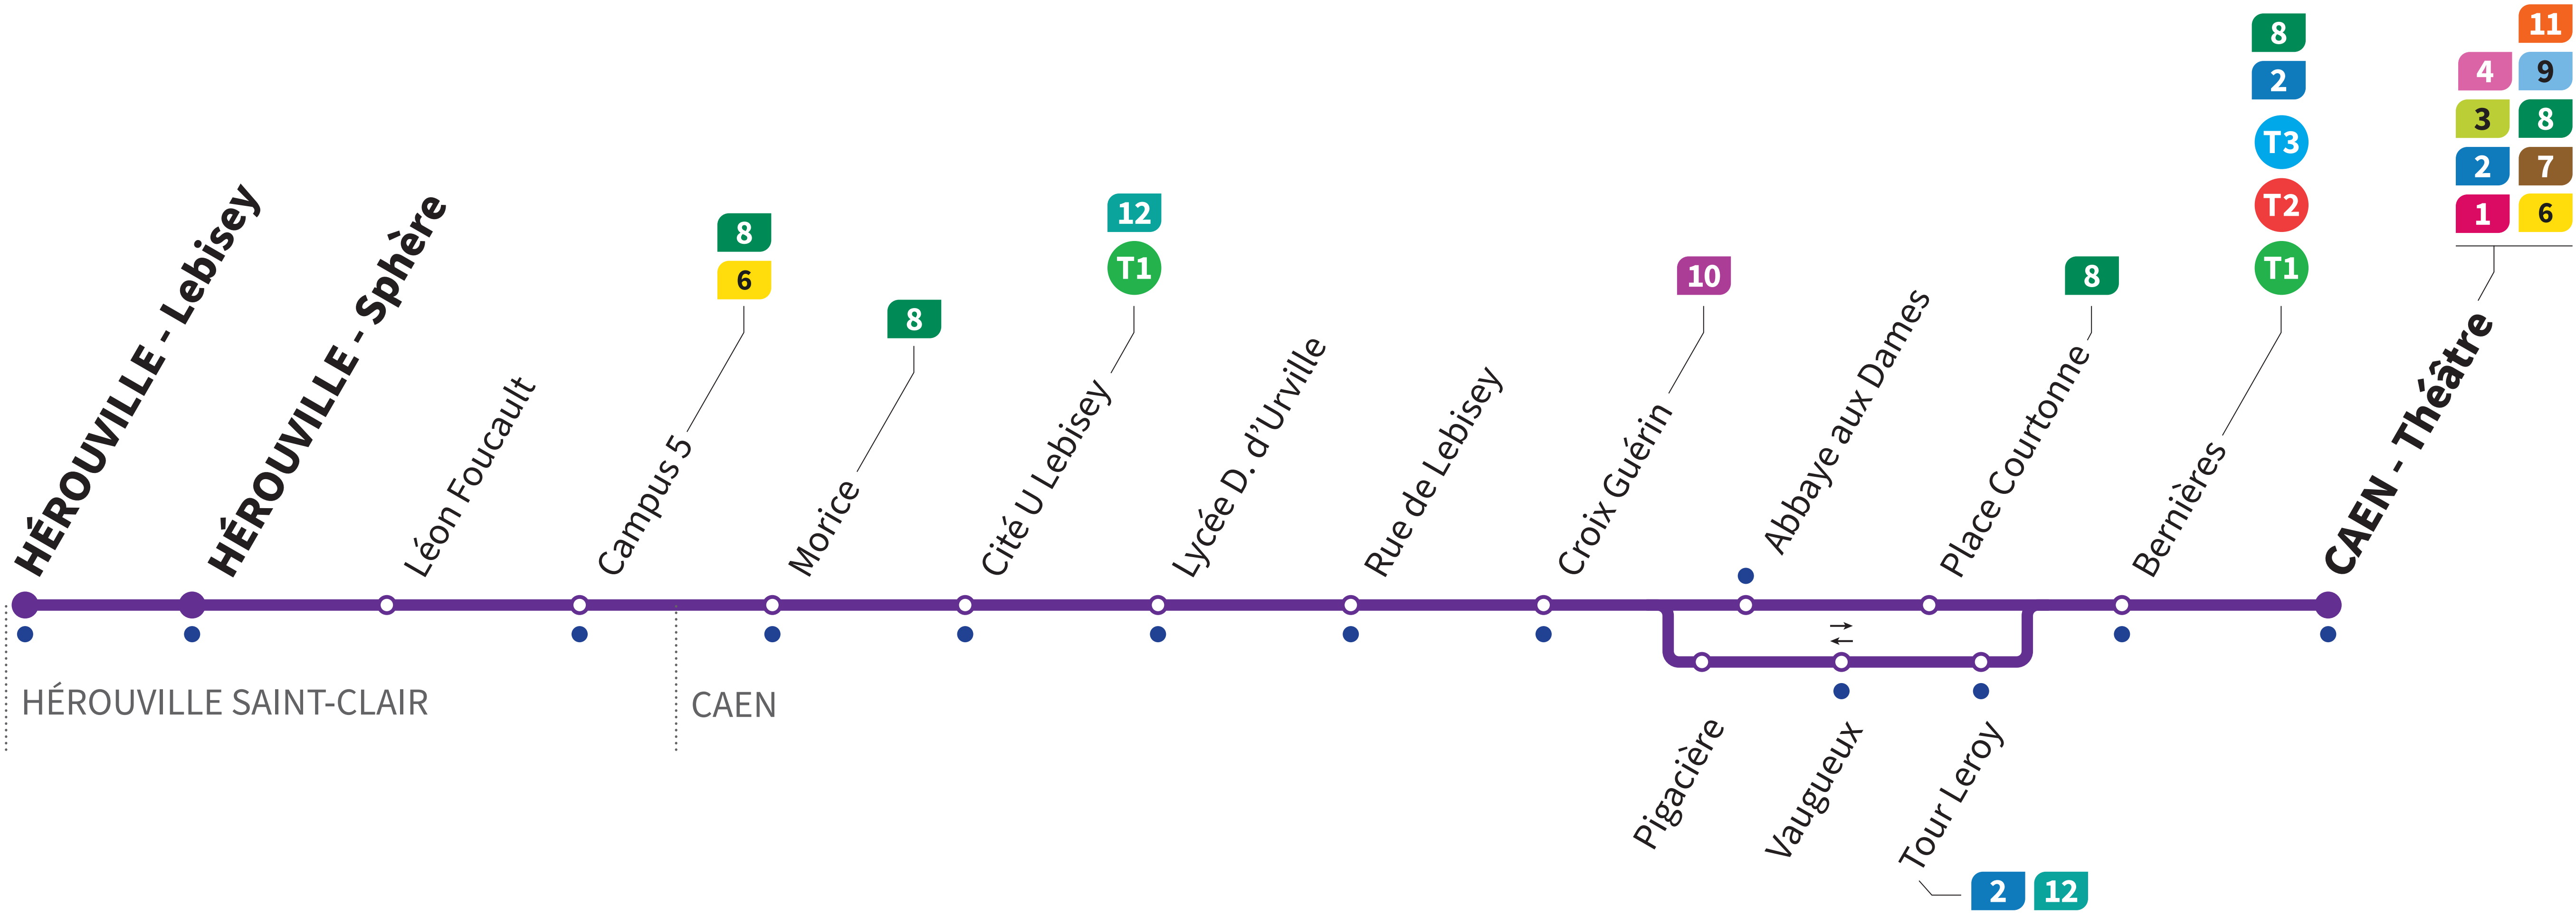 HÉROUVILLE - Lebisey
HÉROUVILLE - Sphère
Léon Foucault
8
6
Campus 5
8
Morice
12
T1
Cité U Lebisey
Lycée D. d'Urville
Rue de Lebisey
10
Croix Guérin
Abbaye aux Dames
8
Place Courtonne
8
2
T3
T2
T1
Bernières
11
4 9
3 8
2 7
1 6
CAEN - Théâtre
HÉROUVILLE SAINT-CLAIR
CAEN
Pigacière
Vaugueux
Tour Leroy
2 12